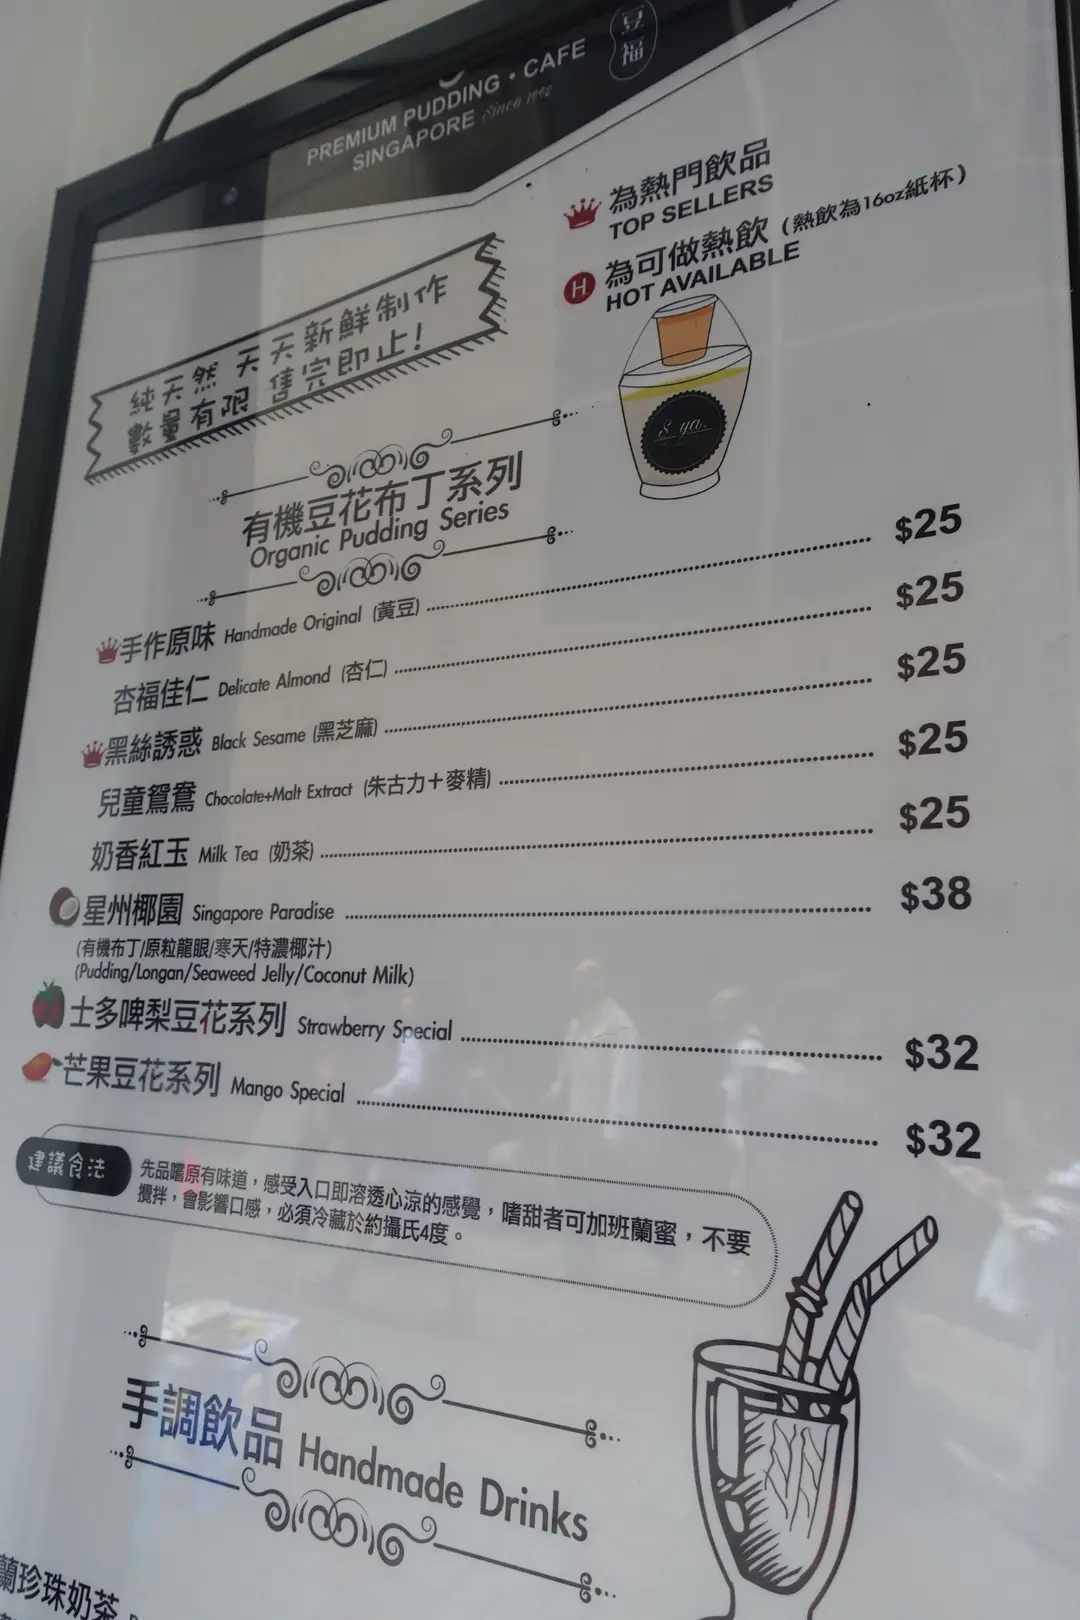 豆福
PREMIUM PUDDING • CAFE
SINGAPORE Since 1992
為熱門飲品
TOP SELLERS
H 為可做熱飲（熱飲為16oz紙杯）
HOT AVAILABLE
純天然 天天新鮮制作
數量有限 售完即止！
有機豆花布丁系列
Organic Pudding Series
手作原味 Handmade Original (黃豆) $25
杏福佳仁 Delicate Almond (杏仁) $25
黑絲誘惑 Black Sesame (黑芝麻) $25
兒童鴛鴦 Chocolate+Malt Extract (朱古力＋麥精) $25
奶香紅玉 Milk Tea (奶茶) $25
星州椰園 Singapore Paradise $38
(有機布丁/原粒龍眼/寒天/特濃椰汁)
(Pudding/Longan/Seaweed Jelly/Coconut Milk)
士多啤梨豆花系列 Strawberry Special $32
芒果豆花系列 Mango Special $32
建議食法
先品嚐原有味道，感受入口即溶透心涼的感覺，嗜甜者可加班蘭蜜，不要
攪拌，會影響口感，必須冷藏於約攝氏4度。
手調飲品 Handmade Drinks
蘭珍珠奶茶